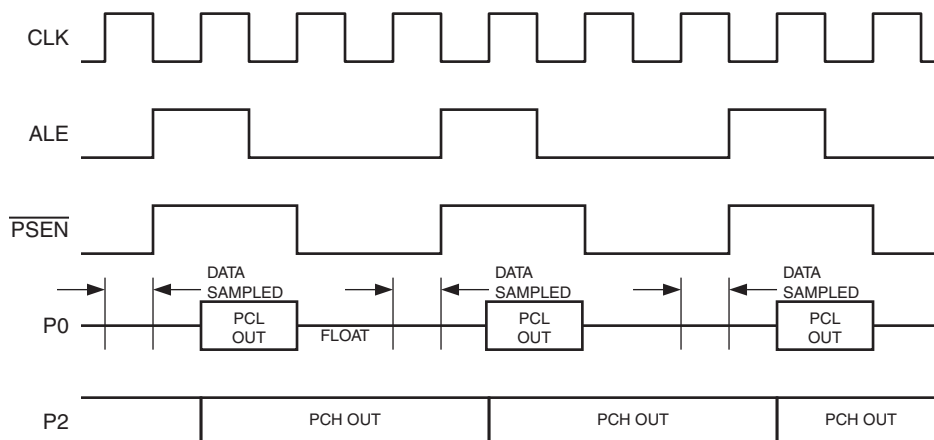 CLK
ALE
PSEN
DATA
SAMPLED
DATA
SAMPLED
DATA
SAMPLED
P0
PCL
OUT
FLOAT
PCL
OUT
PCL
OUT
P2
PCH OUT
PCH OUT
PCH OUT